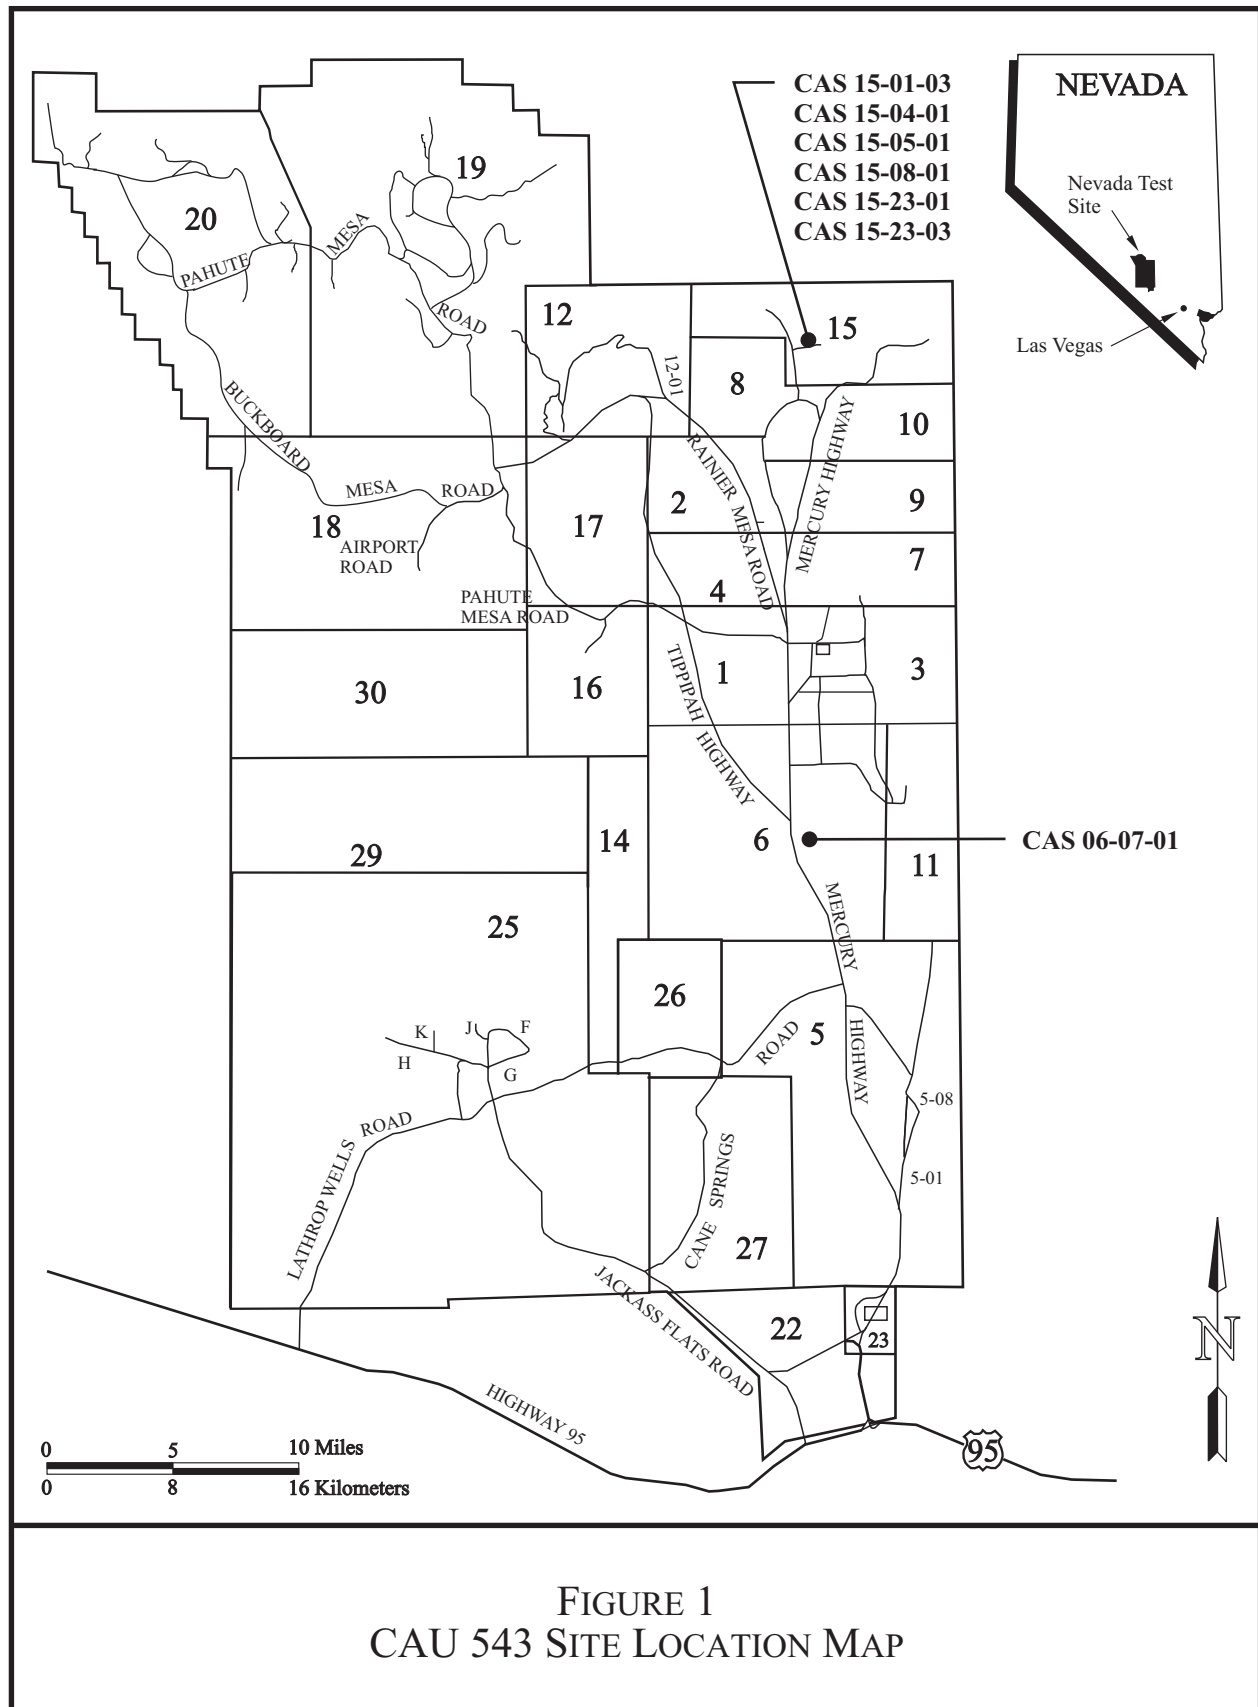 CAS 15-01-03
CAS 15-04-01
CAS 15-05-01
CAS 15-08-01
CAS 15-23-01
CAS 15-23-03
NEVADA
Nevada Test
Site
Las Vegas
19
20
PAHUTE
MESA
ROAD
12
15
12-01
8
10
BUCKBOARD
MESA
ROAD
RAINIER MESA ROAD
MERCURY HIGHWAY
2
9
18
17
AIRPORT
ROAD
7
4
PAHUTE
MESA ROAD
TIPPIPAH HIGHWAY
1
3
30
16
14
6
CAS 06-07-01
29
11
25
MERCURY
HIGHWAY
26
5
ROAD
K
J
F
H
G
5-08
LATHROP WELLS ROAD
CANE SPRINGS
5-01
27
JACKASS FLATS ROAD
22
23
N
HIGHWAY 95
95
0 5 10 Miles
0 8 16 Kilometers
FIGURE 1
CAU 543 SITE LOCATION MAP